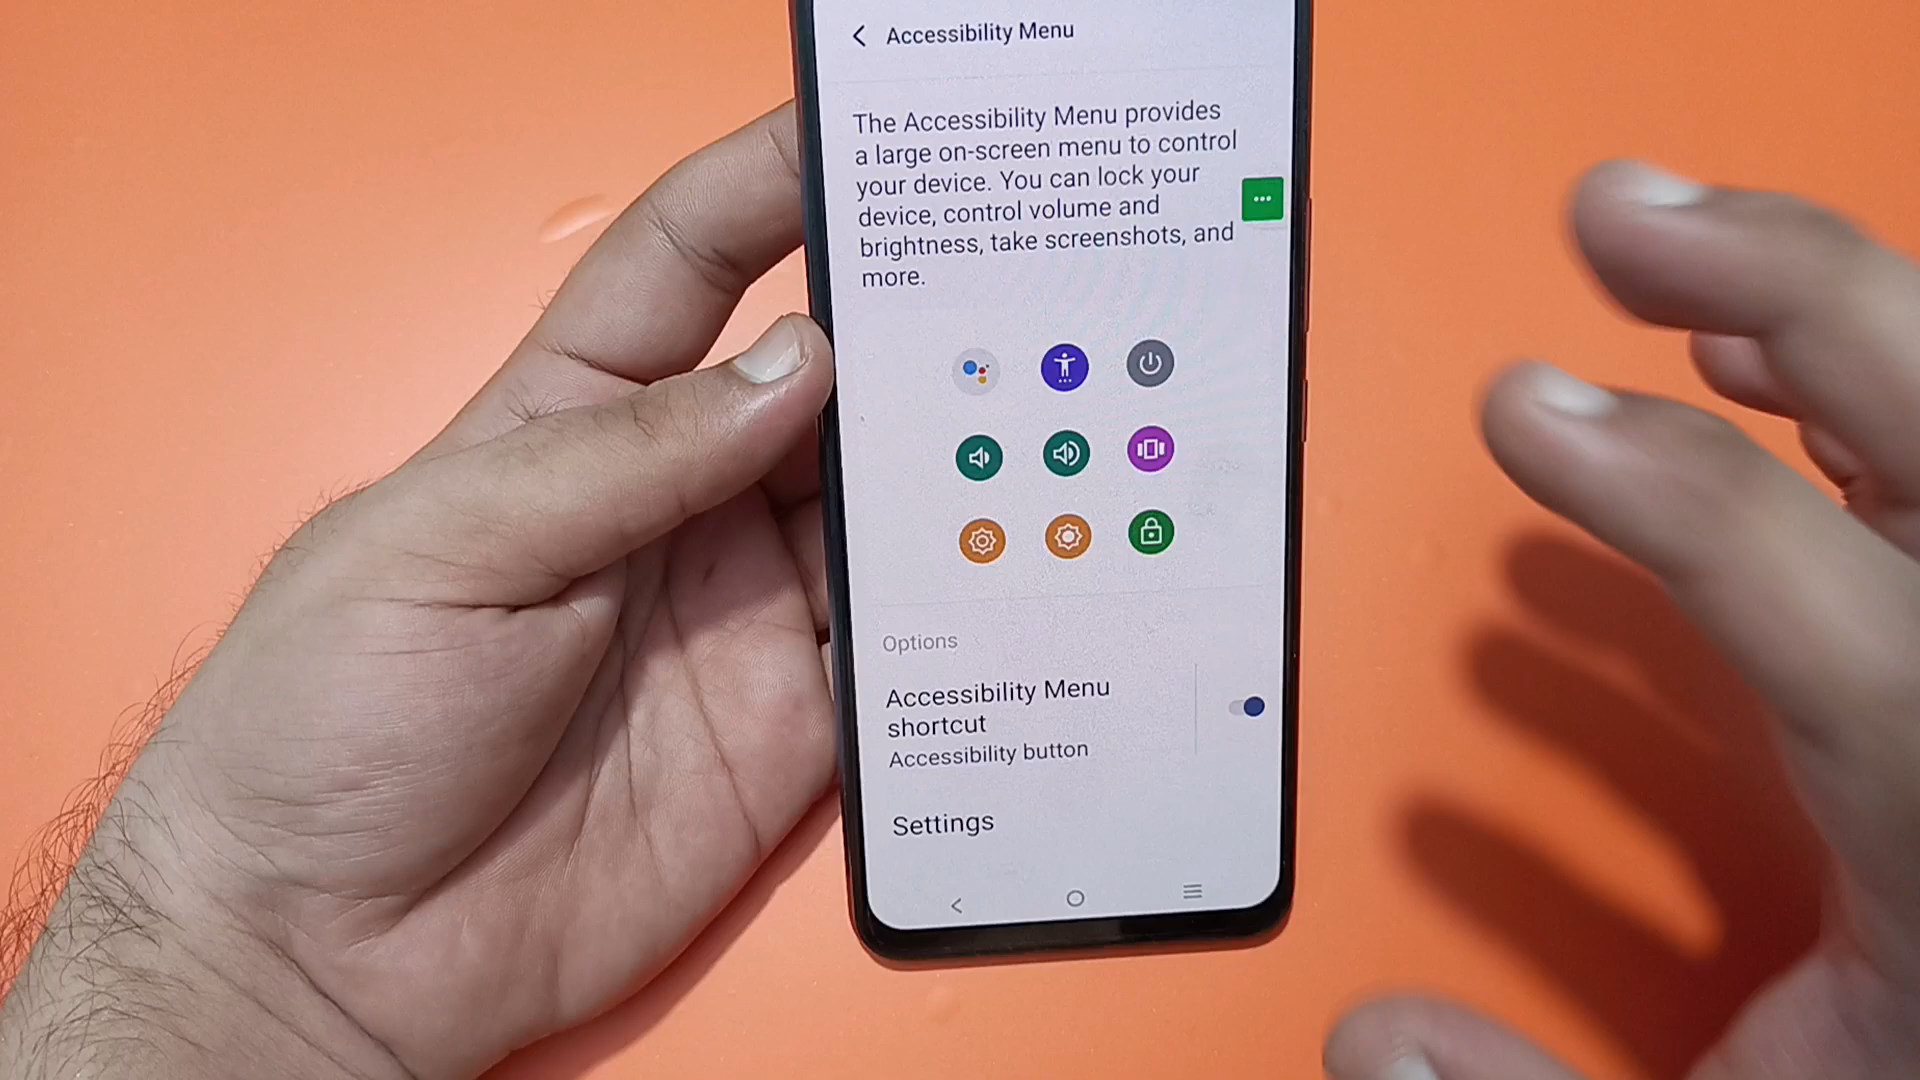 Accessibility Menu
The Accessibility Menu provides
a large on-screen menu to control
your device. You can lock your
device, control volume and
brightness, take screenshots, and
more.
Options
Accessibility Menu
shortcut
Accessibility button
Settings